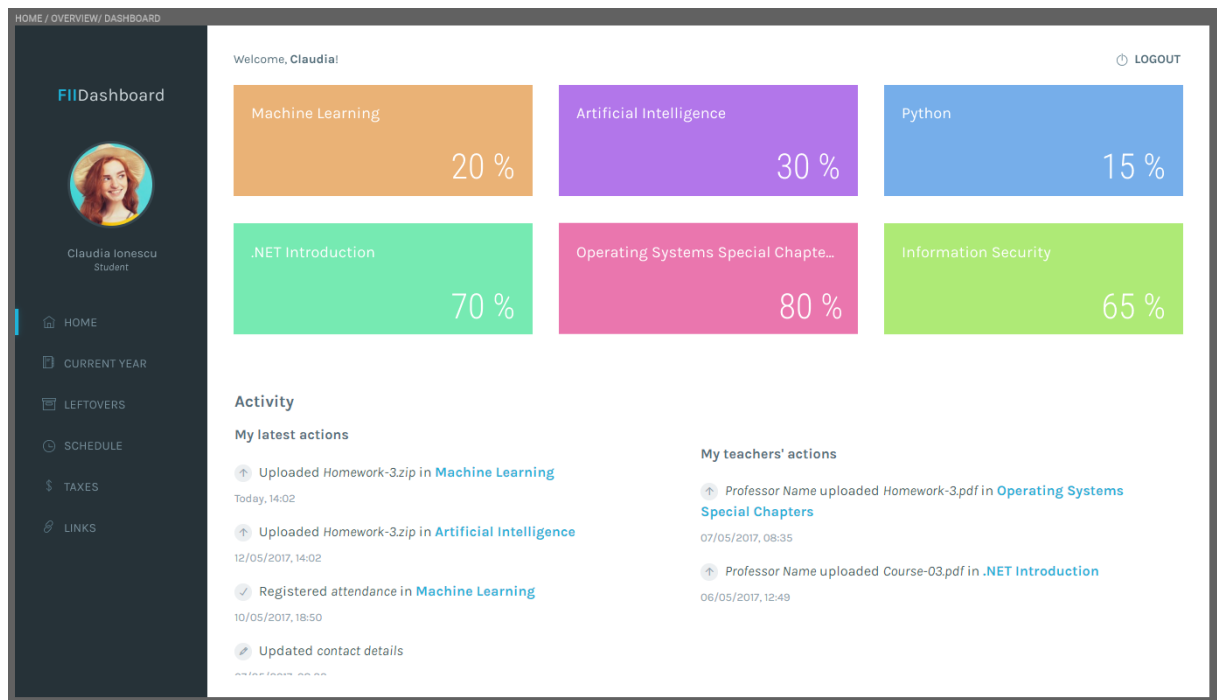 HOME / OVERVIEW/ DASHBOARD
FIIDashboard
Claudia Ionescu
Student
HOME
CURRENT YEAR
LEFTOVERS
SCHEDULE
$ TAXES
LINKS
Welcome, Claudia!
LOGOUT
Machine Learning
20 %
Artificial Intelligence
30 %
Python
15 %
.NET Introduction
70 %
Operating Systems Special Chapte...
80 %
Information Security
65 %
Activity
My latest actions
Uploaded Homework-3.zip in Machine Learning
Today, 14:02
Uploaded Homework-3.zip in Artificial Intelligence
12/05/2017, 14:02
Registered attendance in Machine Learning
10/05/2017, 18:50
Updated contact details
My teachers' actions
Professor Name uploaded Homework-3.pdf in Operating Systems
Special Chapters
07/05/2017, 08:35
Professor Name uploaded Course-03.pdf in .NET Introduction
06/05/2017, 12:49